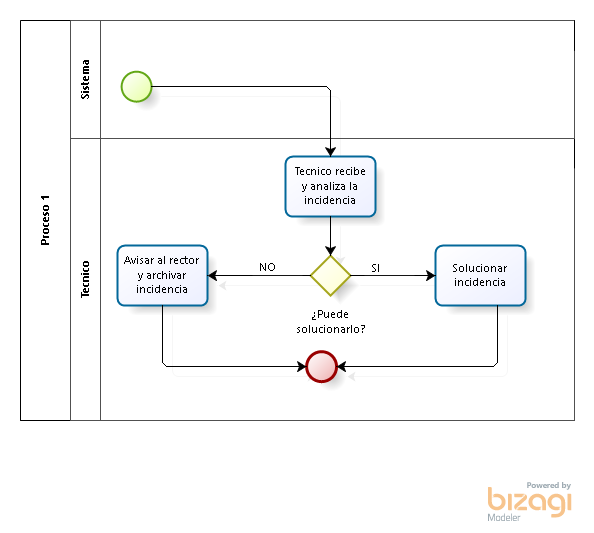 Proceso 1
Sistema
Tecnico
Tecnico recibe
y analiza la
incidencia
Avisar al rector
y archivar
incidencia
NO
SI
Solucionar
incidencia
¿Puede
solucionarlo?
Powered by
bizagi
Modeler